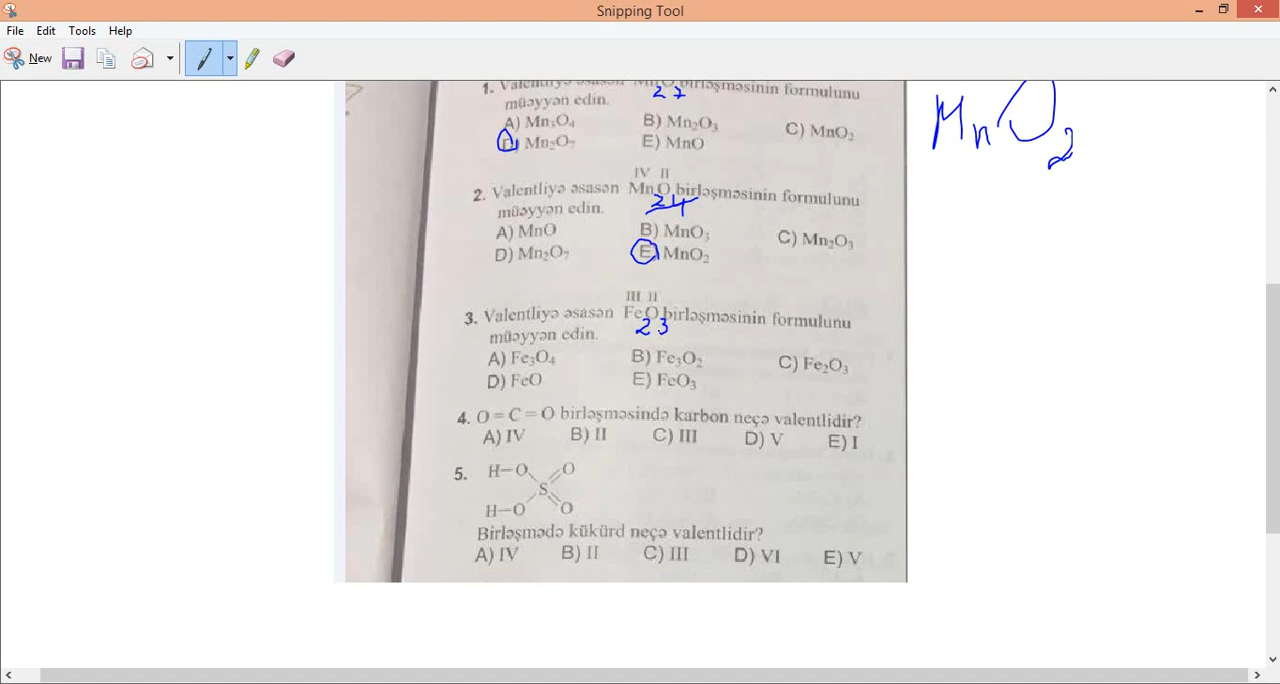 Snipping Tool
File Edit Tools Help
New
1. Valentliyə əsasən MnO birləşməsinin formulunu
2 7
müəyyən edin.
A) Mn₃O₄ B) Mn₂O₃ C) MnO₂
D) Mn₂O₇ E) MnO
MnO₂
IV II
2. Valentliyə əsasən MnO birləşməsinin formulunu
2 4
müəyyən edin.
A) MnO B) MnO₃ C) Mn₂O₃
D) Mn₂O₇ E) MnO₂
III II
3. Valentliyə əsasən FeO birləşməsinin formulunu
2 3
müəyyən edin.
A) Fe₃O₄ B) Fe₃O₂ C) Fe₂O₃
D) FeO E) FeO₃
4. O = C = O birləşməsində karbon neçə valentlidir?
A) IV B) II C) III D) V E) I
5. H–O O
S
H–O O
Birləşmədə kükürd neçə valentlidir?
A) IV B) II C) III D) VI E) V